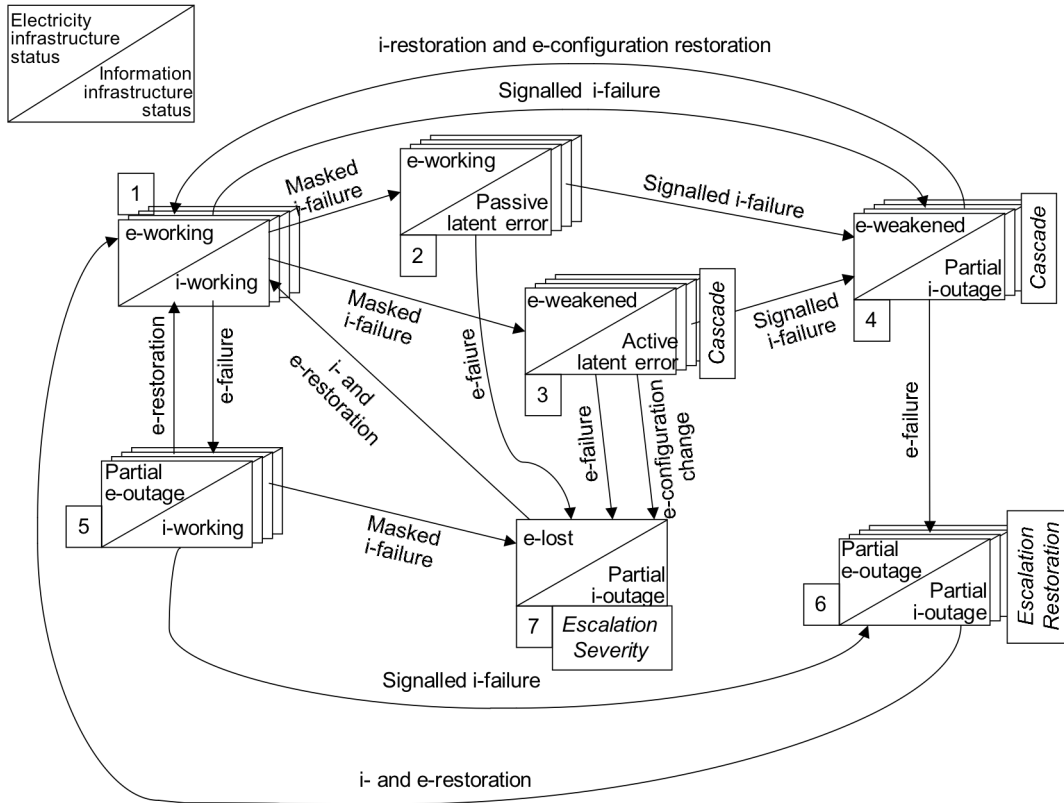 Electricity
infrastructure
status
Information
infrastructure
status
i-restoration and e-configuration restoration
Signalled i-failure
1
e-working
i-working
Masked
i-failure
e-working
Passive
latent error
2
Signalled i-failure
e-weakened
Partial
i-outage
4
Cascade
Masked
i-failure
e-weakened
Active
latent error
3
Cascade
Signalled
i-failure
e-restoration
e-failure
i- and
e-restoration
e-faiure
e-failure
e-configuration
change
e-failure
Partial
e-outage
i-working
5
Masked
i-failure
e-lost
Partial
i-outage
7
Escalation
Severity
Partial
e-outage
Partial
i-outage
6
Escalation
Restoration
Signalled i-failure
i- and e-restoration